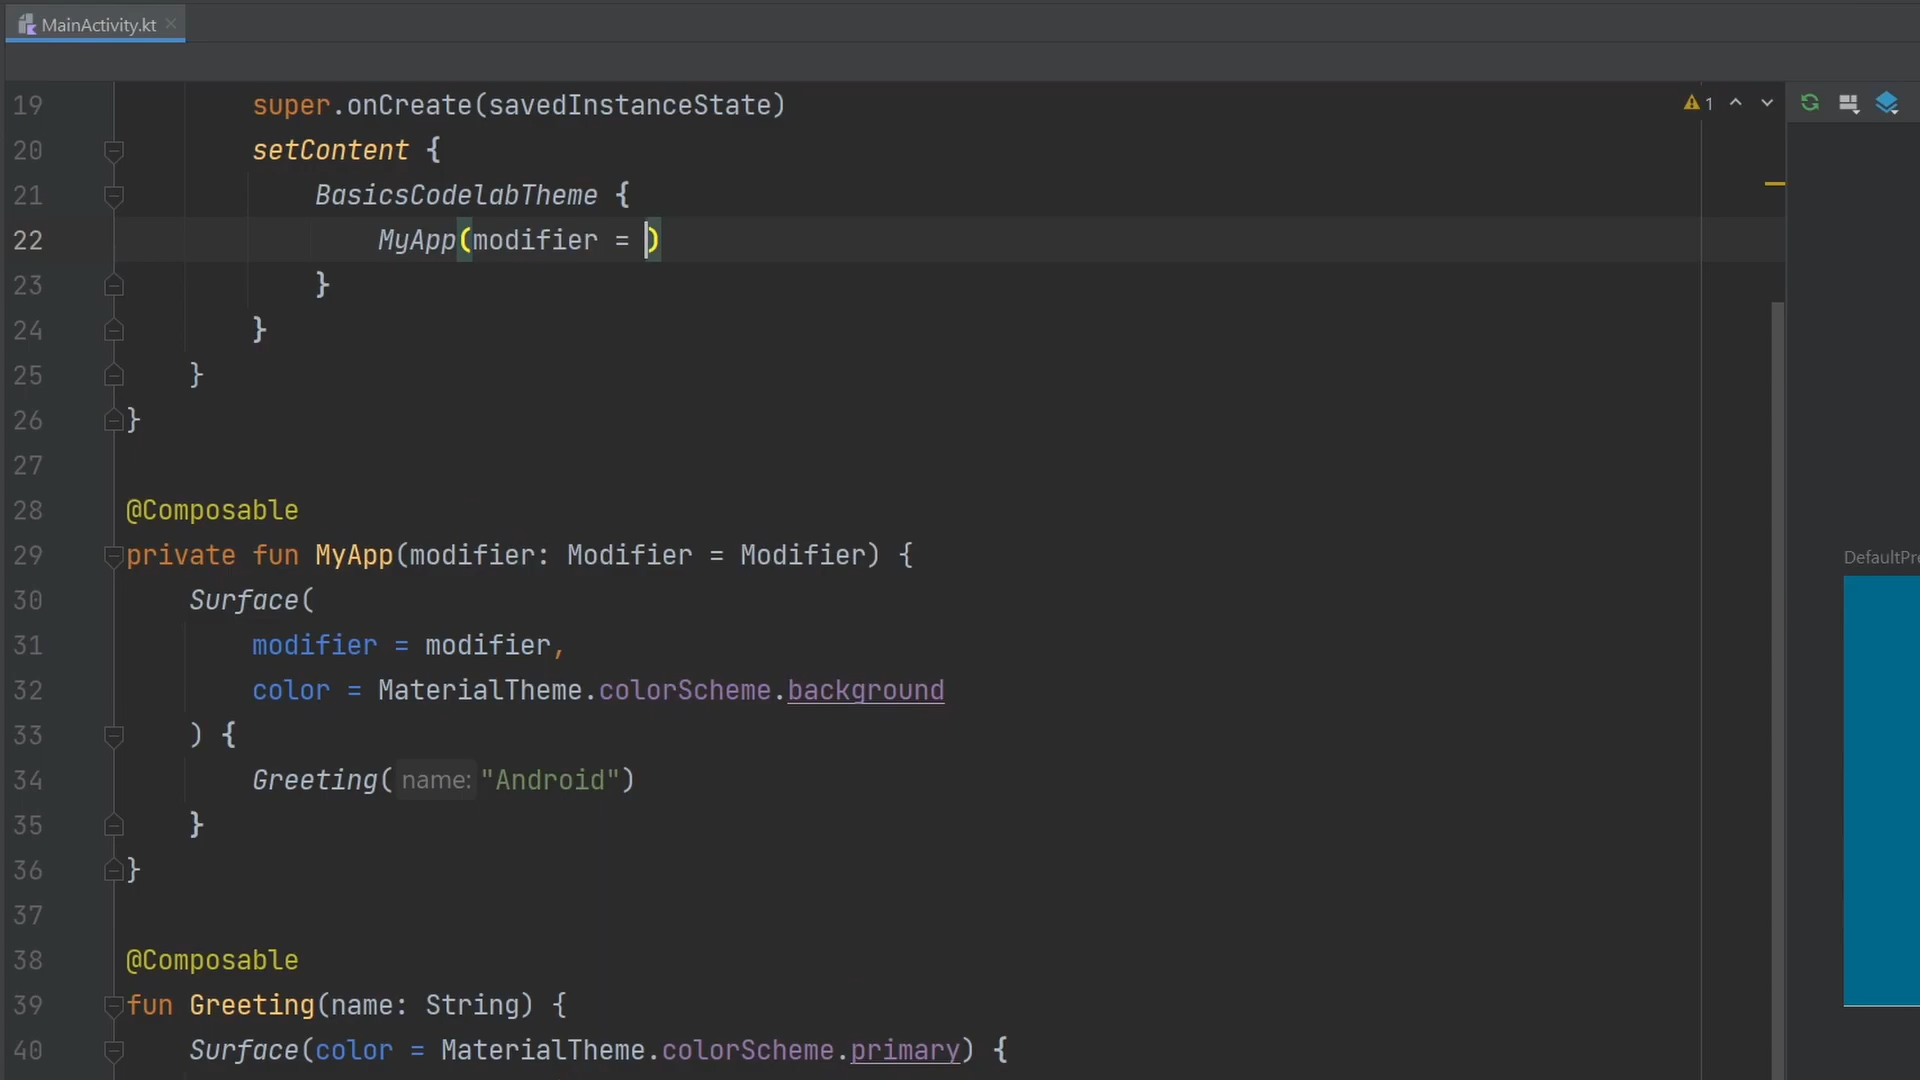 MainActivity.kt
19 super.onCreate(savedInstanceState)
1
20 setContent {
21 BasicsCodelabTheme {
22 MyApp(modifier = )
23 }
24 }
25 }
26 }
27
28 @Composable
29 private fun MyApp(modifier: Modifier = Modifier) {
30 Surface(
31 modifier = modifier,
32 color = MaterialTheme.colorScheme.background
33 ) {
34 Greeting( name: "Android")
35 }
36 }
37
38 @Composable
39 fun Greeting(name: String) {
40 Surface(color = MaterialTheme.colorScheme.primary) {
DefaultPre